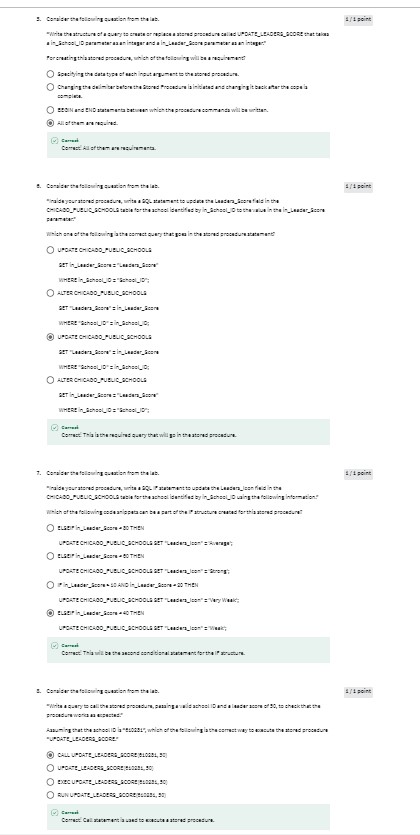 5. Consider the following question from the lab.
1 / 1 point
"Write the structure of a query to create or replace a stored procedure called UPDATE_LEADERS_SCORE that takes
a in_School_ID parameter as an integer and a in_Leader_Score parameter as an integer."
For creating this stored procedure, which of the following will be a requirement?
Specifying the data type of each input argument to the stored procedure.
Changing the delimiter before the Stored Procedure is initiated and changing it back after the code is
complete.
BEGIN and END statements between which the procedure commands will be written.
All of them are required.
Correct
Correct! All of them are requirements.
6. Consider the following question from the lab.
1 / 1 point
"Inside your stored procedure, write a SQL statement to update the Leaders_Score field in the
CHICAGO_PUBLIC_SCHOOLS table for the school identified by in_School_ID to the value in the in_Leader_Score
parameter."
Which one of the following is the correct query that goes in the stored procedure statement?
UPDATE CHICAGO_PUBLIC_SCHOOLS
SET in_Leader_Score = "Leaders_Score"
WHERE in_School_ID = "School_ID";
ALTER CHICAGO_PUBLIC_SCHOOLS
SET "Leaders_Score" = in_Leader_Score
WHERE "School_ID" = in_School_ID;
UPDATE CHICAGO_PUBLIC_SCHOOLS
SET "Leaders_Score" = in_Leader_Score
WHERE "School_ID" = in_School_ID;
ALTER CHICAGO_PUBLIC_SCHOOLS
SET in_Leader_Score = "Leaders_Score"
WHERE in_School_ID = "School_ID";
Correct
Correct! This is the required query that will go in the stored procedure.
7. Consider the following question from the lab.
1 / 1 point
"Inside your stored procedure, write a SQL IF statement to update the Leaders_Icon field in the
CHICAGO_PUBLIC_SCHOOLS table for the school identified by in_School_ID using the following information."
Which of the following code snippets can be a part of the IF structure created for this stored procedure?
ELSEIF in_Leader_Score < 80 THEN
UPDATE CHICAGO_PUBLIC_SCHOOLS SET "Leaders_Icon" = 'Average';
ELSEIF in_Leader_Score < 60 THEN
UPDATE CHICAGO_PUBLIC_SCHOOLS SET "Leaders_Icon" = 'Strong';
IF in_Leader_Score > 10 AND in_Leader_Score < 20 THEN
UPDATE CHICAGO_PUBLIC_SCHOOLS SET "Leaders_Icon" = 'Very Weak';
ELSEIF in_Leader_Score < 40 THEN
UPDATE CHICAGO_PUBLIC_SCHOOLS SET "Leaders_Icon" = 'Weak';
Correct
Correct! This will be the second conditional statement for the IF structure.
8. Consider the following question from the lab.
1 / 1 point
"Write a query to call the stored procedure, passing a valid school ID and a leader score of 50, to check that the
procedure works as expected."
Assuming that the school ID is "610281", which of the following is the correct way to execute the stored procedure
"UPDATE_LEADERS_SCORE."
CALL UPDATE_LEADERS_SCORE(610281, 50)
UPDATE_LEADERS_SCORE(610281, 50)
EXEC UPDATE_LEADERS_SCORE(610281, 50)
RUN UPDATE_LEADERS_SCORE(610281, 50)
Correct
Correct! Call statement is used to execute a stored procedure.